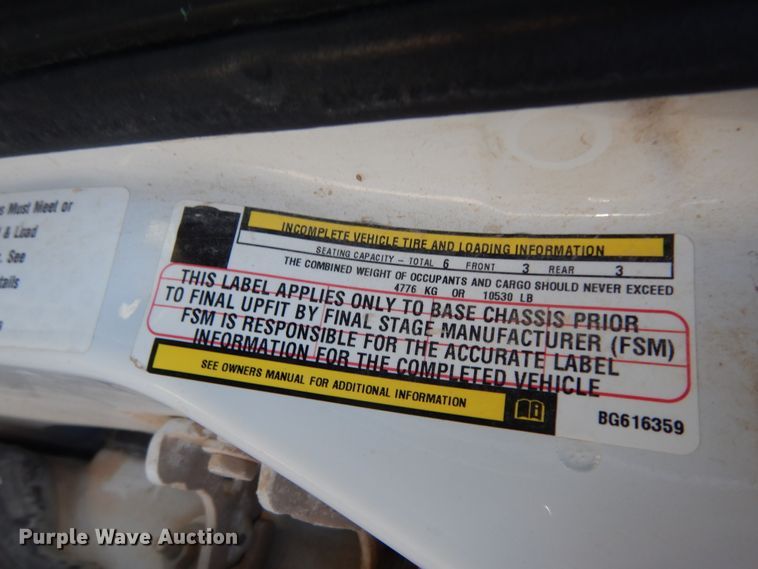 s Must Meet or
& Load
. See
tails
INCOMPLETE VEHICLE TIRE AND LOADING INFORMATION
SEATING CAPACITY - TOTAL 6 FRONT 3 REAR 3
THE COMBINED WEIGHT OF OCCUPANTS AND CARGO SHOULD NEVER EXCEED
4776 KG OR 10530 LB
THIS LABEL APPLIES ONLY TO BASE CHASSIS PRIOR
TO FINAL UPFIT BY FINAL STAGE MANUFACTURER (FSM)
FSM IS RESPONSIBLE FOR THE ACCURATE LABEL
INFORMATION FOR THE COMPLETED VEHICLE
SEE OWNERS MANUAL FOR ADDITIONAL INFORMATION
BG616359
Purple Wave Auction
purplewave.com